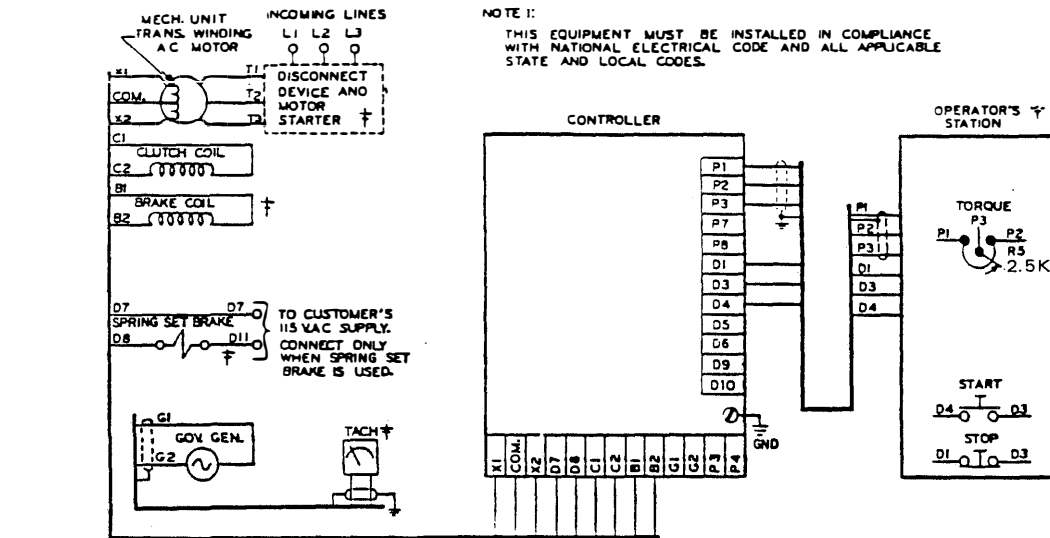 MECH. UNIT
TRANS. WINDING
AC MOTOR
INCOMING LINES
L1 L2 L3
X1
COM.
X2
T1
T2
T3
DISCONNECT
DEVICE AND
MOTOR
STARTER
C1
CLUTCH COIL
C2
B1
BRAKE COIL
B2
D7 D7
SPRING SET BRAKE
D8 D11
TO CUSTOMER'S
115 VAC SUPPLY.
CONNECT ONLY
WHEN SPRING SET
BRAKE IS USED.
G1
GOV. GEN.
G2
TACH
NOTE 1:
THIS EQUIPMENT MUST BE INSTALLED IN COMPLIANCE
WITH NATIONAL ELECTRICAL CODE AND ALL APPLICABLE
STATE AND LOCAL CODES.
CONTROLLER
P1
P2
P3
P7
P8
D1
D3
D4
D5
D6
D9
D10
GND
X1 COM. X2 D7 D8 C1 C2 B1 B2 G1 G2 P3 P4
P1
P2
P3
D1
D3
D4
OPERATOR'S
STATION
TORQUE
P3
P1 P2
R5
2.5K
START
D4 D3
STOP
D1 D3